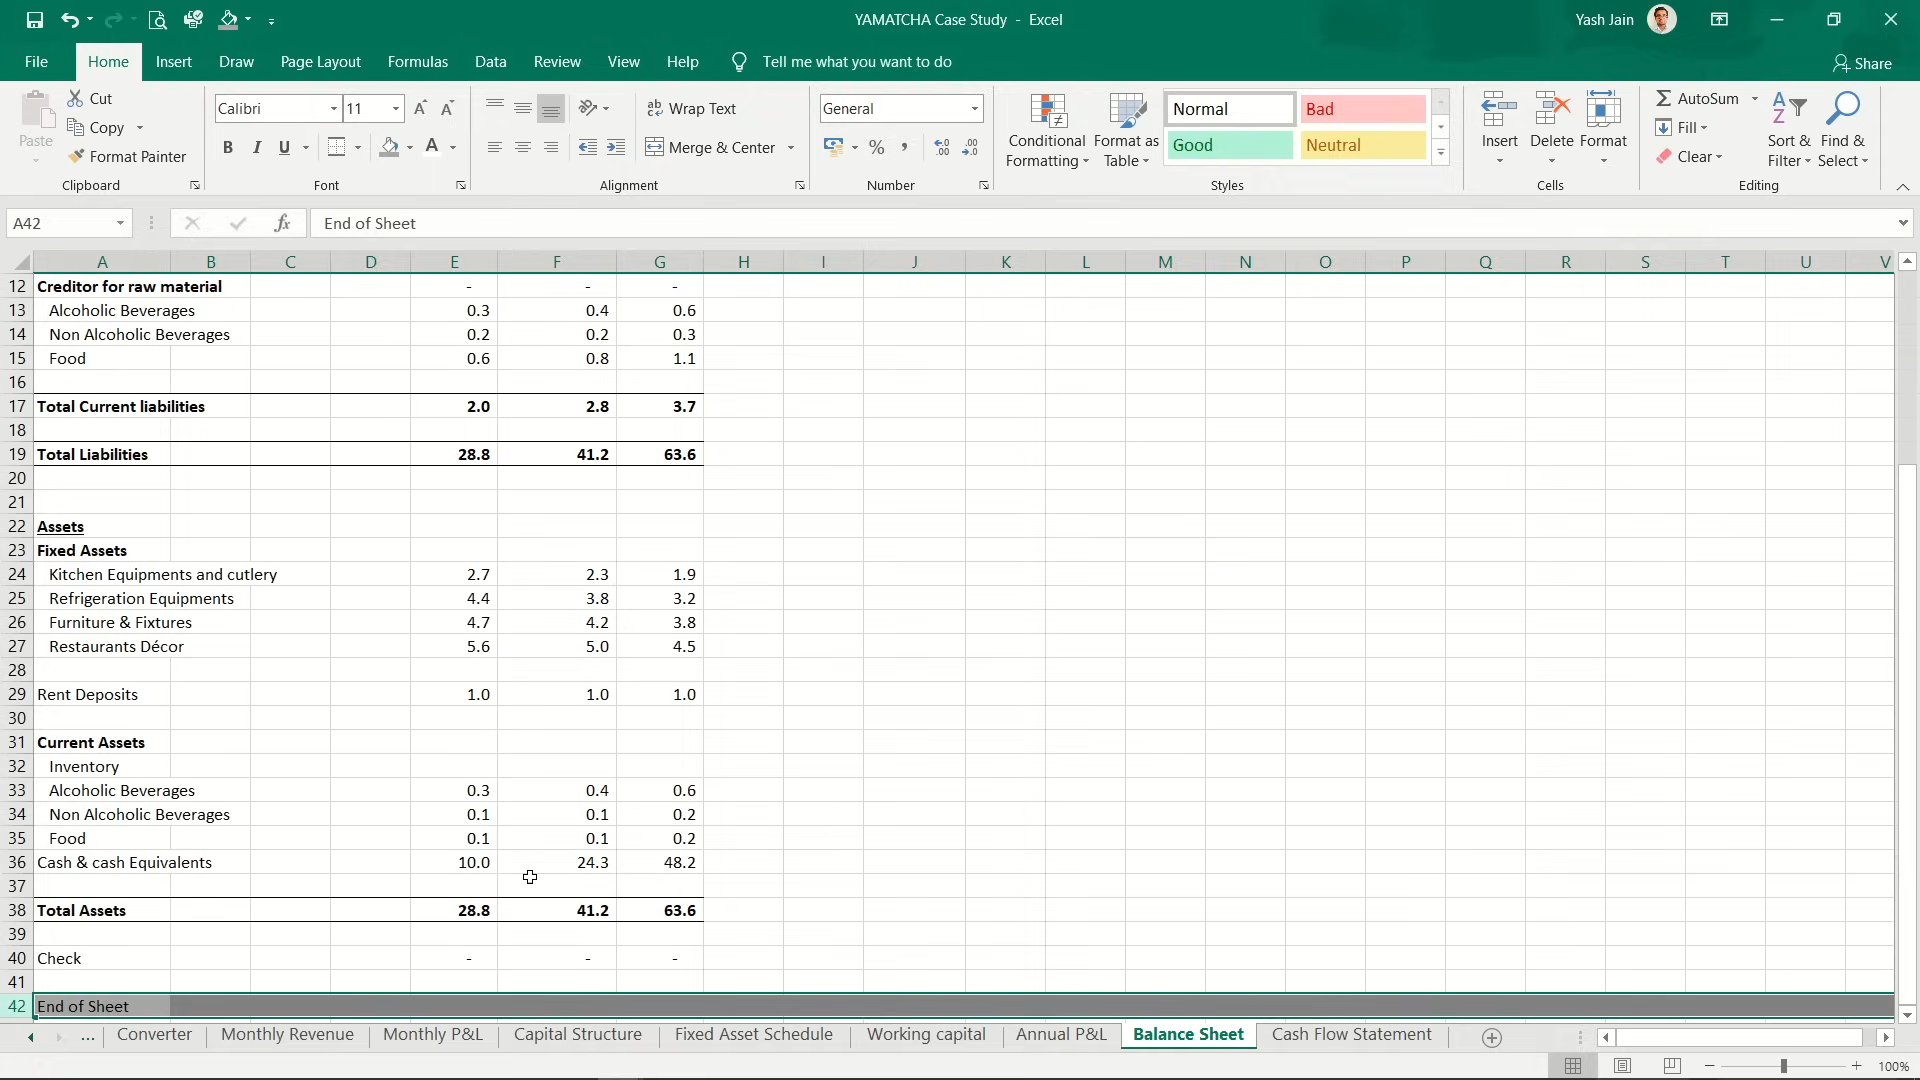 YAMATCHA Case Study - Excel
Yash Jain
File Home Insert Draw Page Layout Formulas Data Review View Help Tell me what you want to do Share
Paste Cut Copy Format Painter Clipboard
Calibri 11 B I U Font
Wrap Text Merge & Center Alignment
General Number
Conditional Formatting Format as Table Normal Bad Good Neutral Styles
Insert Delete Format Cells
AutoSum Fill Clear Sort & Filter Find & Select Editing
A42 fx End of Sheet
A B C D E F G H I J K L M N O P Q R S T U V
12 Creditor for raw material - - -
13 Alcoholic Beverages 0.3 0.4 0.6
14 Non Alcoholic Beverages 0.2 0.2 0.3
15 Food 0.6 0.8 1.1
16
17 Total Current liabilities 2.0 2.8 3.7
18
19 Total Liabilities 28.8 41.2 63.6
20
21
22 Assets
23 Fixed Assets
24 Kitchen Equipments and cutlery 2.7 2.3 1.9
25 Refrigeration Equipments 4.4 3.8 3.2
26 Furniture & Fixtures 4.7 4.2 3.8
27 Restaurants Décor 5.6 5.0 4.5
28
29 Rent Deposits 1.0 1.0 1.0
30
31 Current Assets
32 Inventory
33 Alcoholic Beverages 0.3 0.4 0.6
34 Non Alcoholic Beverages 0.1 0.1 0.2
35 Food 0.1 0.1 0.2
36 Cash & cash Equivalents 10.0 24.3 48.2
37
38 Total Assets 28.8 41.2 63.6
39
40 Check - - -
41
42 End of Sheet
... Converter Monthly Revenue Monthly P&L Capital Structure Fixed Asset Schedule Working capital Annual P&L Balance Sheet Cash Flow Statement
100%